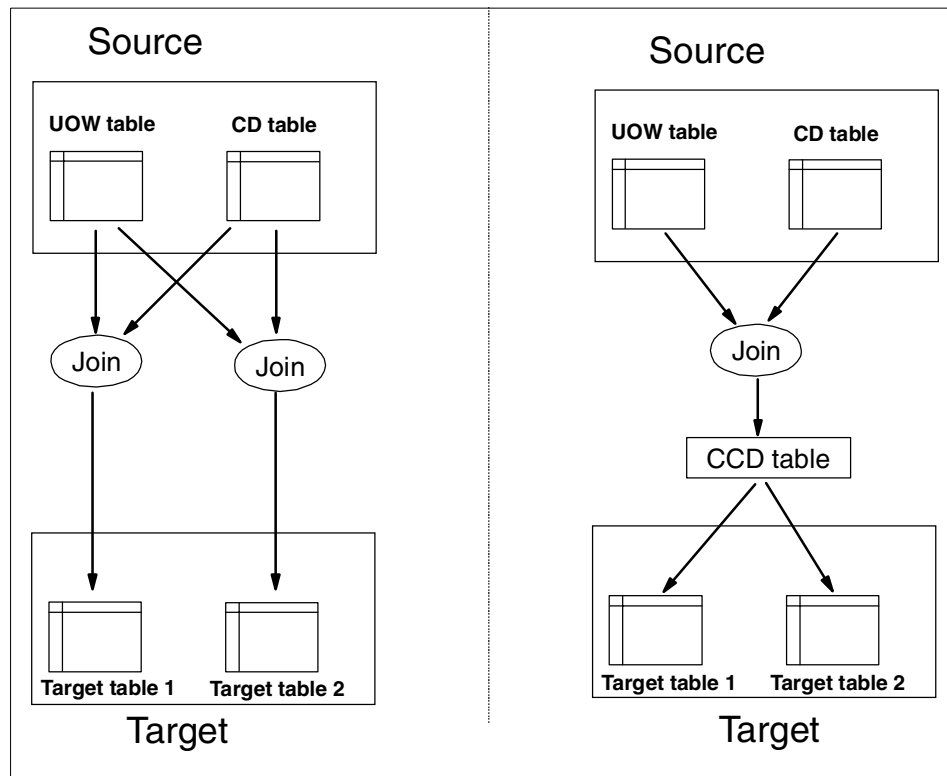 Source
UOW table
CD table
Join
Join
Target table 1
Target table 2
Target
Source
UOW table
CD table
Join
CCD table
Target table 1
Target table 2
Target